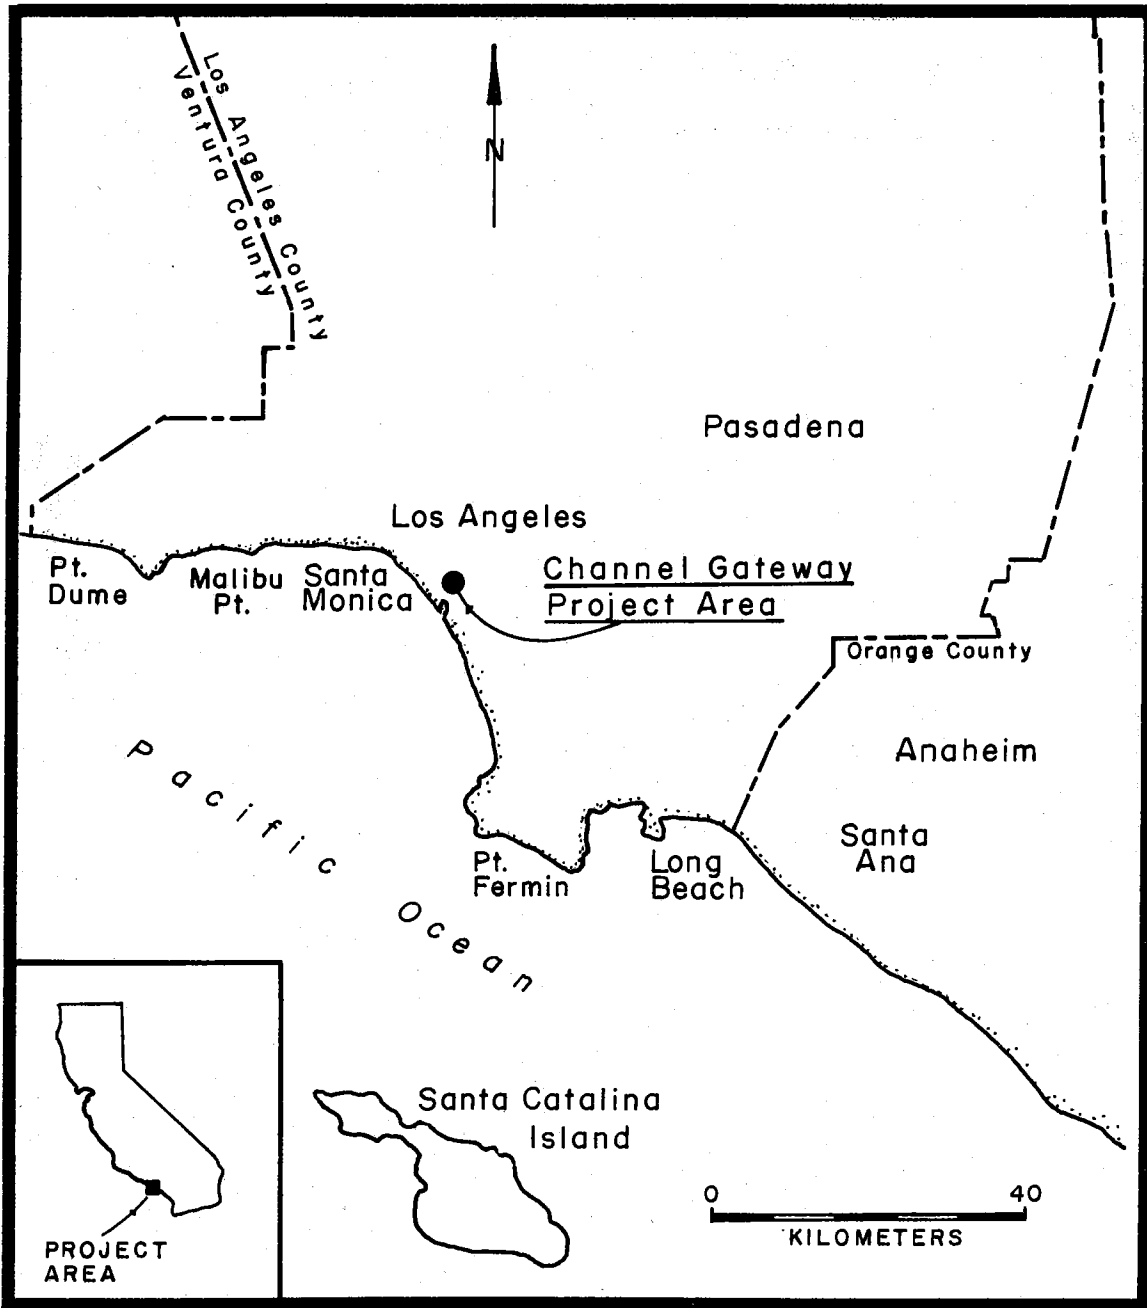 Los Angeles County
Ventura County
N
Pasadena
Los Angeles
Channel Gateway
Project Area
Pt.
Dume
Malibu
Pt.
Santa
Monica
Orange County
Anaheim
Santa
Ana
Pt.
Fermin
Long
Beach
Pacific Ocean
Santa Catalina
Island
PROJECT
AREA
0 40
KILOMETERS